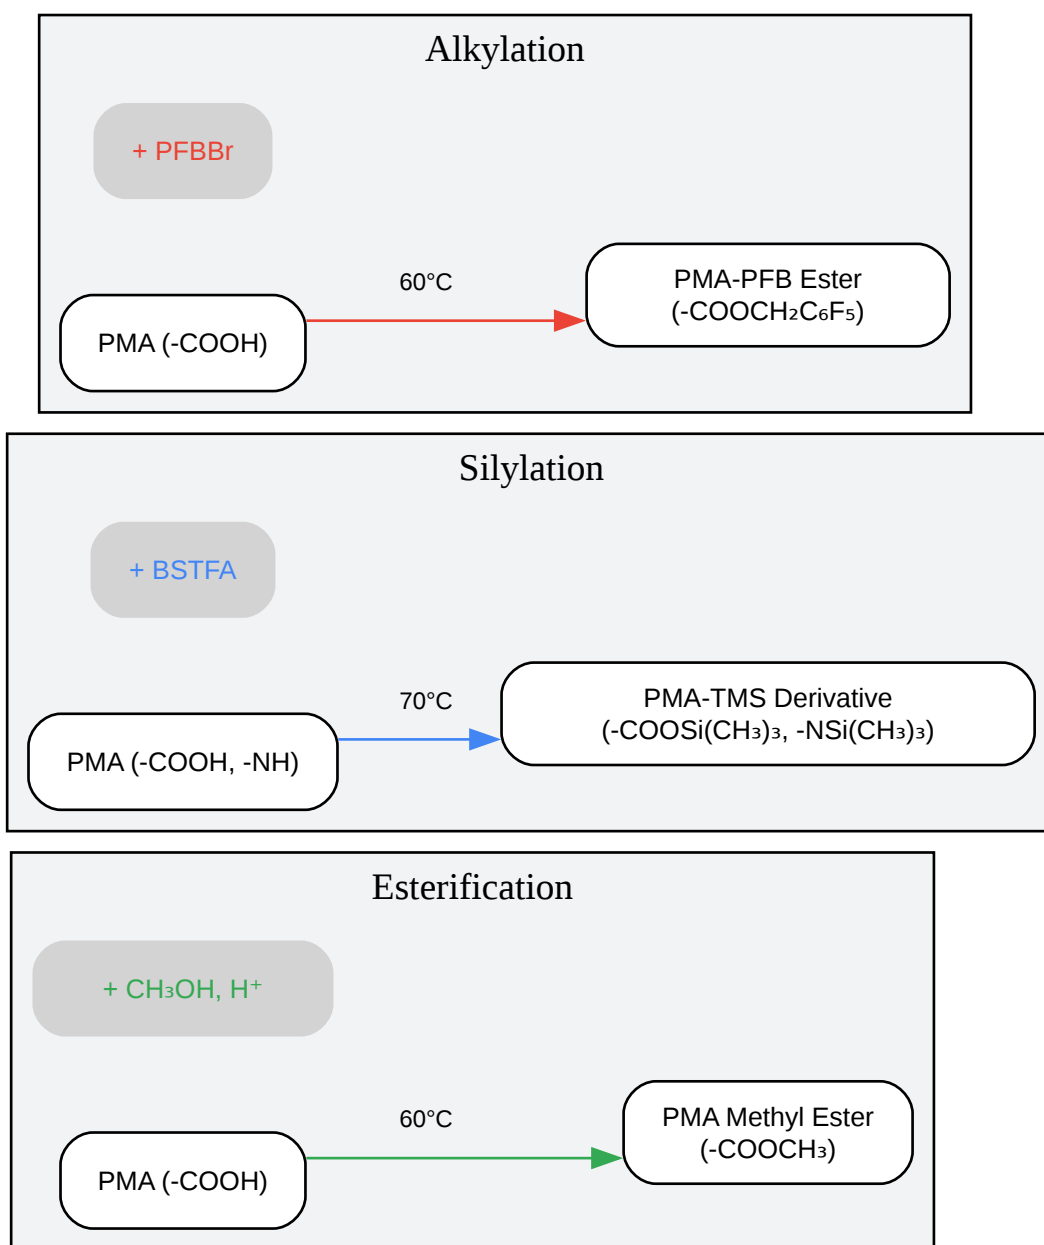 Alkylation
+ PFBBr
60°C
PMA-PFB Ester
(-COOCH₂C₆F₅)
PMA (-COOH)
Silylation
+ BSTFA
70°C
PMA-TMS Derivative
(-COOSi(CH₃)₃, -NSi(CH₃)₃)
PMA (-COOH, -NH)
Esterification
+ CH₃OH, H⁺
60°C
PMA Methyl Ester
(-COOCH₃)
PMA (-COOH)